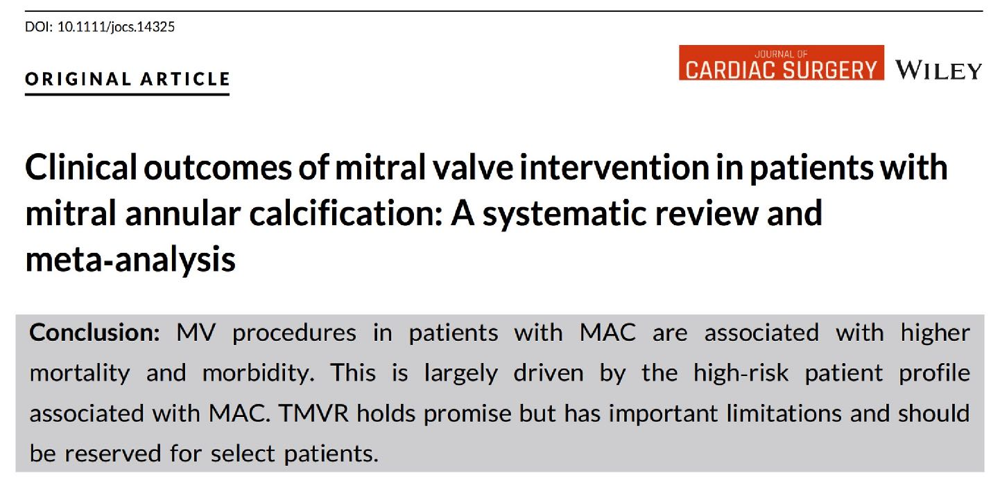 DOI: 10.1111/jocs.14325
JOURNAL OF
CARDIAC SURGERY WILEY
ORIGINAL ARTICLE
Clinical outcomes of mitral valve intervention in patients with
mitral annular calcification: A systematic review and
meta-analysis
Conclusion: MV procedures in patients with MAC are associated with higher
mortality and morbidity. This is largely driven by the high-risk patient profile
associated with MAC. TMVR holds promise but has important limitations and should
be reserved for select patients.